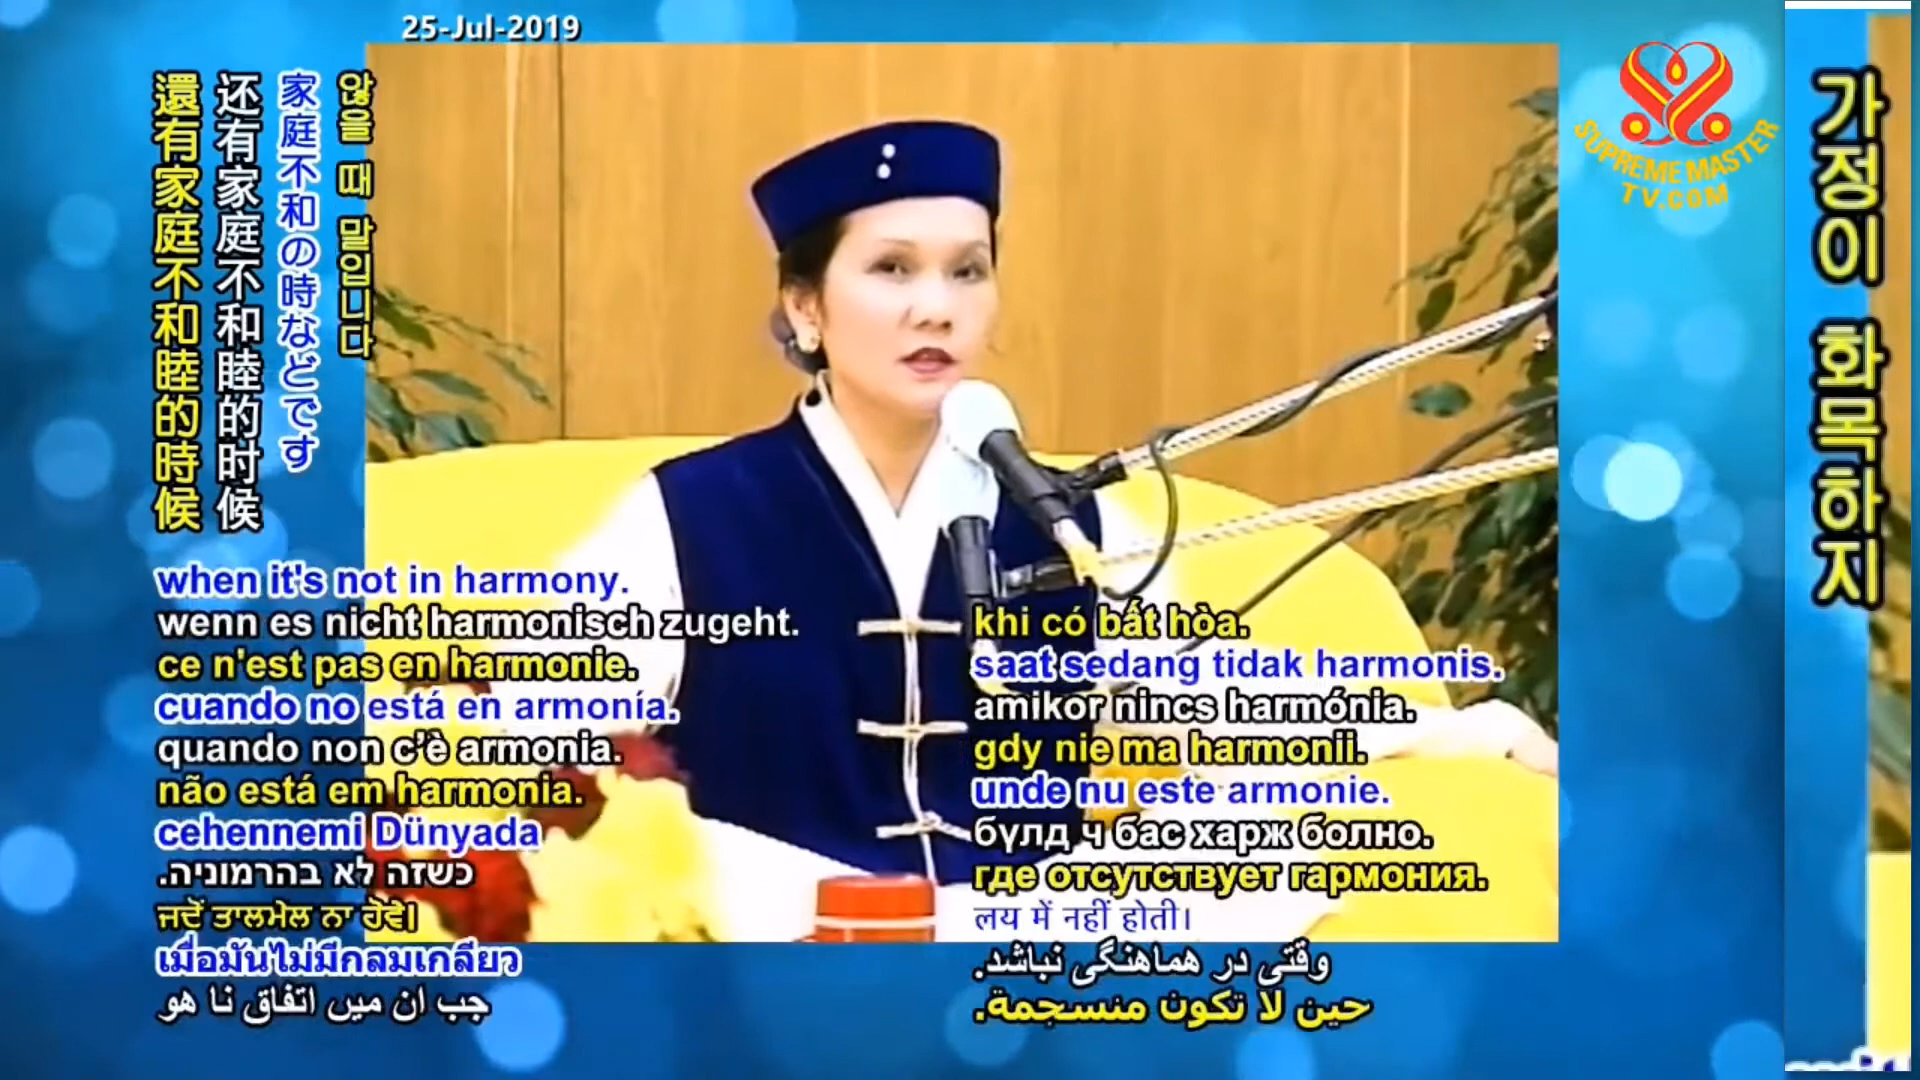 25-Jul-2019
SUPREME MASTER
TV.COM
가정이 화목하지
않을 때 말입니다
家庭不和の時などです
还有家庭不和睦的时候
還有家庭不和睦的時候
when it's not in harmony.
wenn es nicht harmonisch zugeht.
ce n'est pas en harmonie.
cuando no está en armonía.
quando non c'è armonia.
não está em harmonia.
cehennemi Dünyada
כשזה לא בהרמוניה.
ਜਦੋਂ ਤਾਲਮੇਲ ਨਾ ਹੋਵੇ।
เมื่อมันไม่มีกลมเกลียว
جب ان میں اتفاق نا ہو
khi có bất hòa.
saat sedang tidak harmonis.
amikor nincs harmónia.
gdy nie ma harmonii.
unde nu este armonie.
бүлд ч бас харж болно.
где отсутствует гармония.
लय में नहीं होती।
وقتی در هماهنگی نباشد.
حين لا تكون منسجمة.